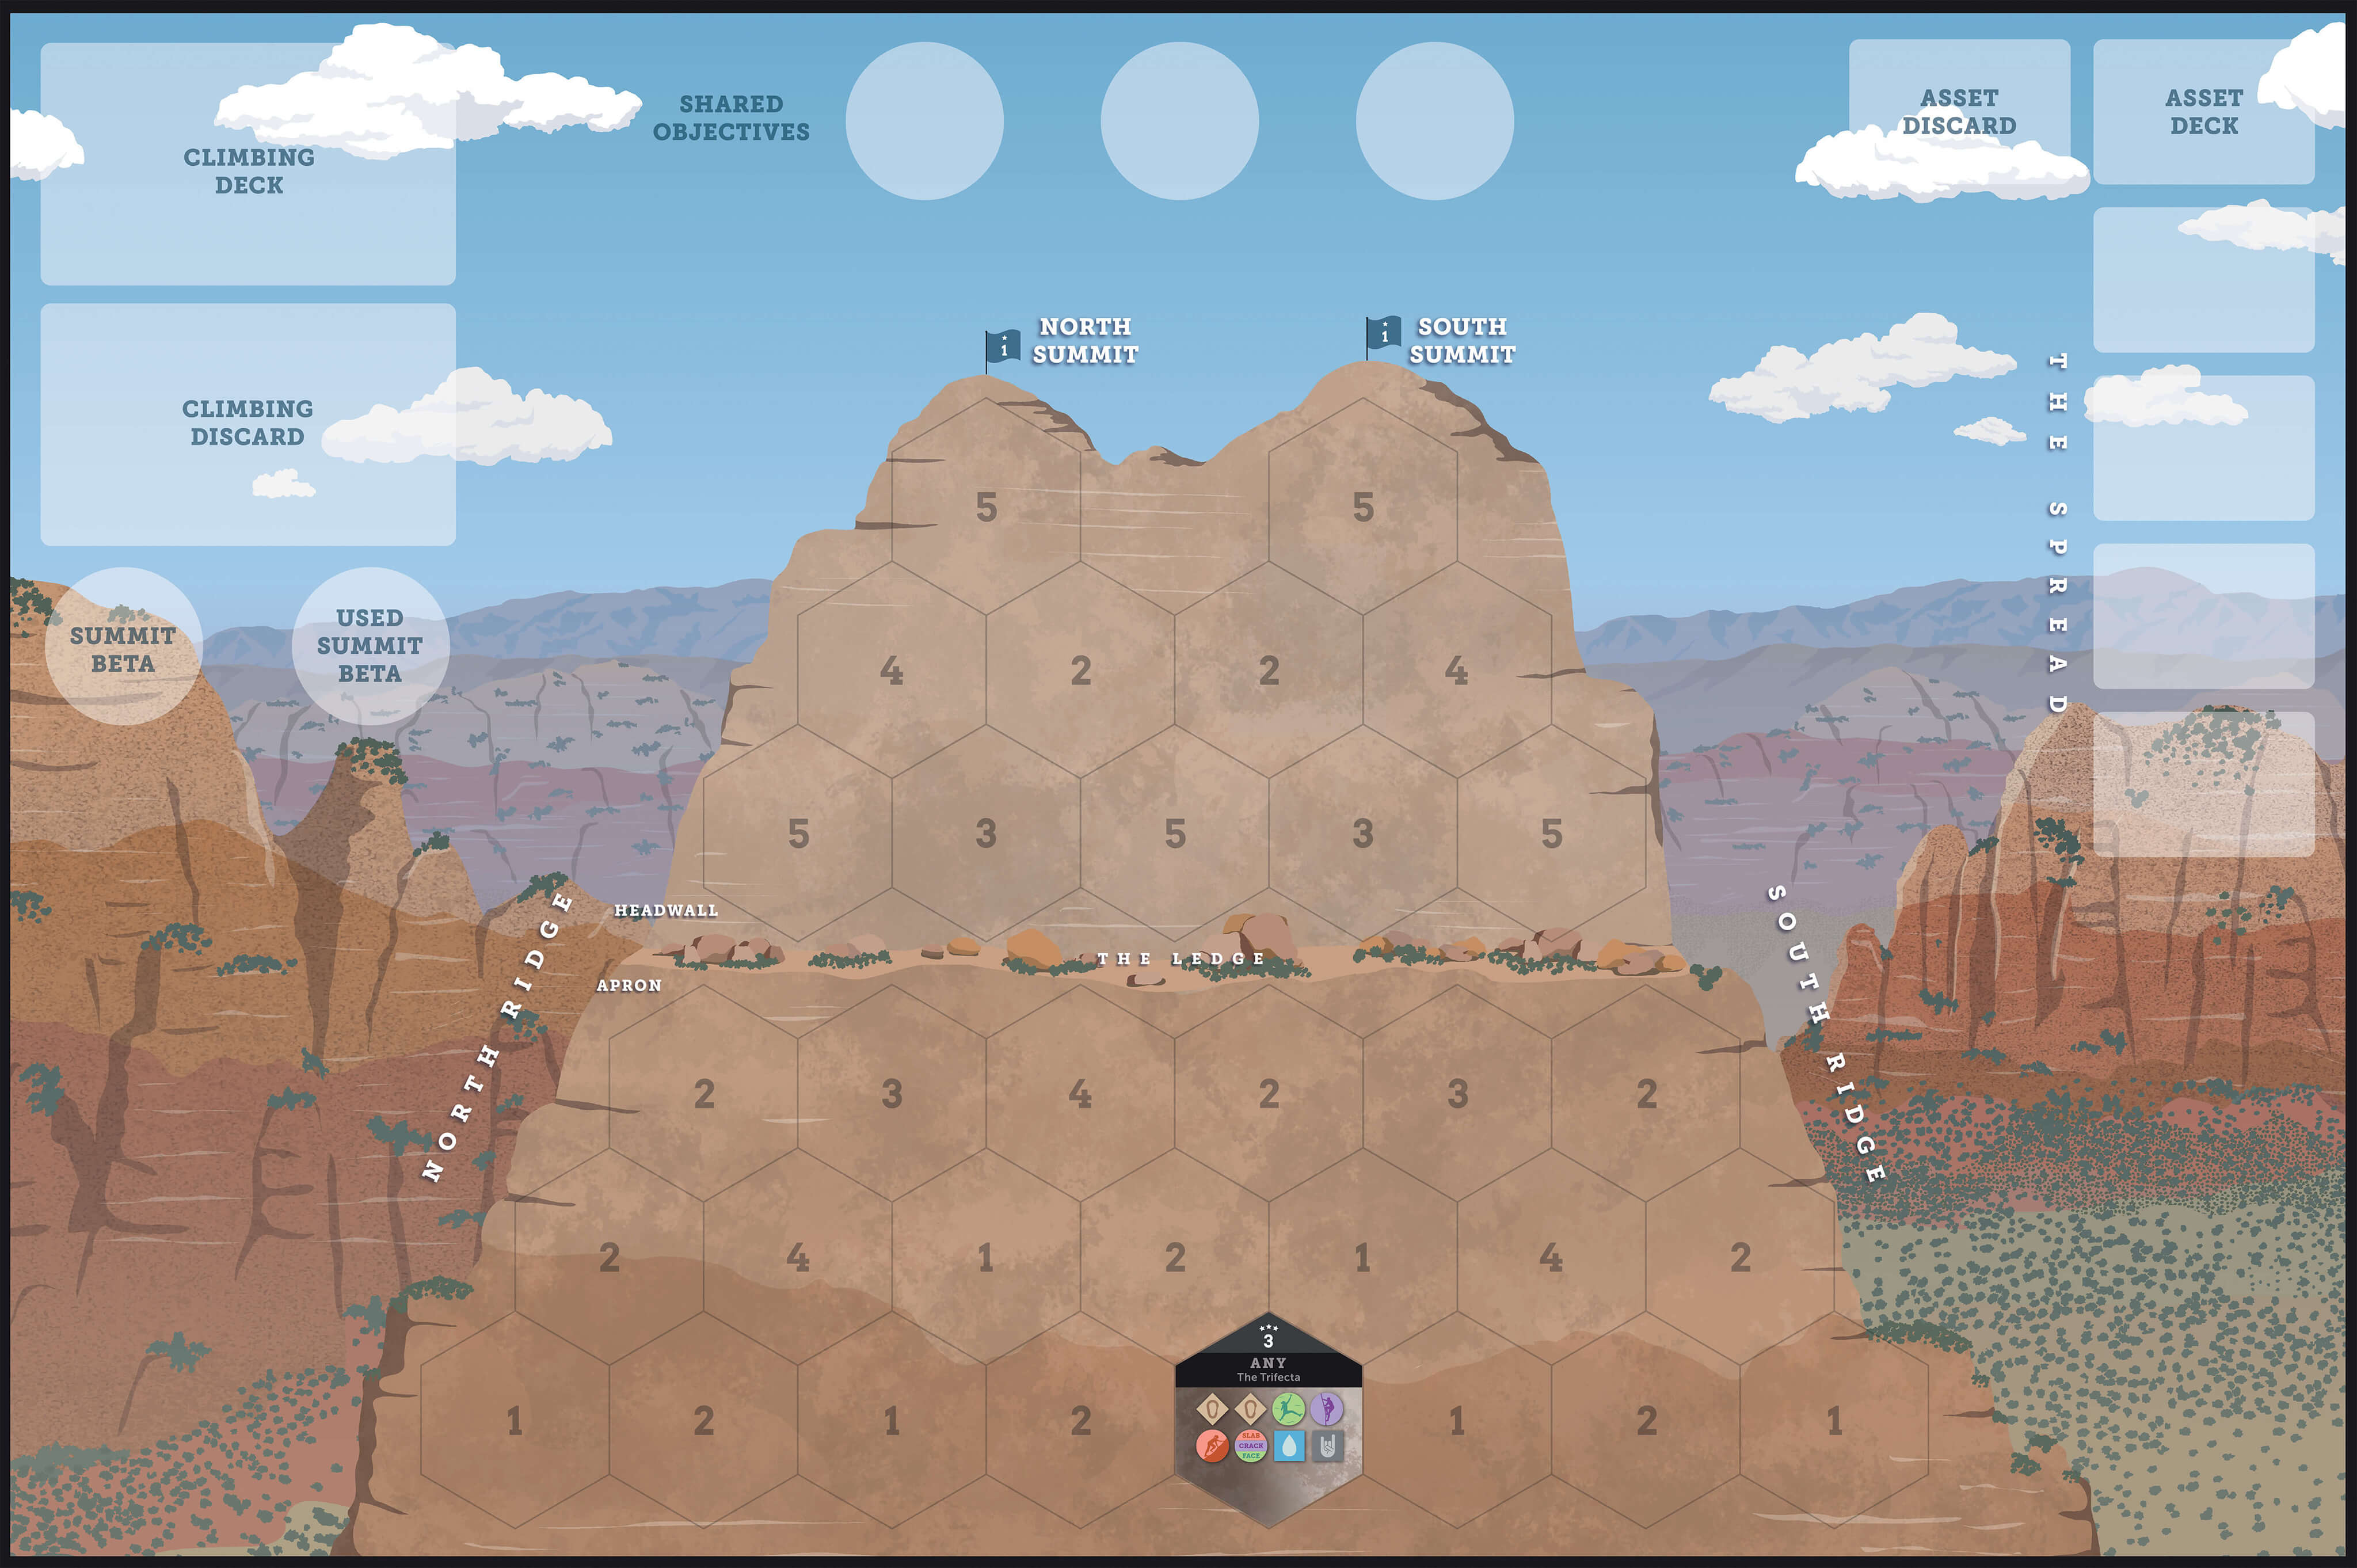 CLIMBING
DECK
SHARED
OBJECTIVES
ASSET
DISCARD
ASSET
DECK
CLIMBING
DISCARD
1
NORTH
SUMMIT
1
SOUTH
SUMMIT
THE SPREAD
SUMMIT
BETA
USED
SUMMIT
BETA
5 5
4 2 2 4
5 3 5 3 5
HEADWALL
THE LEDGE
APRON
NORTH RIDGE
SOUTH RIDGE
2 3 4 2 3 2
2 4 1 2 1 4 2
1 2 1 2
3
ANY
The Trifecta
SLAB
CRACK
FACE
1 2 1